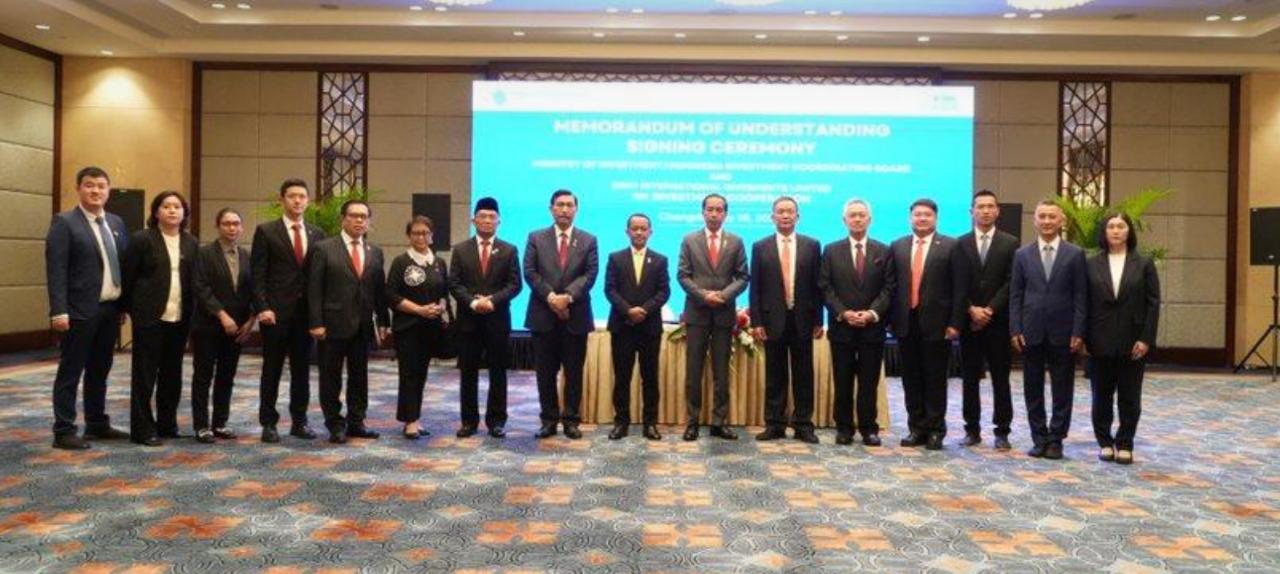 MEMORANDUM OF UNDERSTANDING
SIGNING CEREMONY
MINISTRY OF INVESTMENT/INDONESIA INVESTMENT COORDINATING BOARD
AND
INTERNATIONAL INVESTMENTS LIMITED
ON INVESTMENT COOPERATION